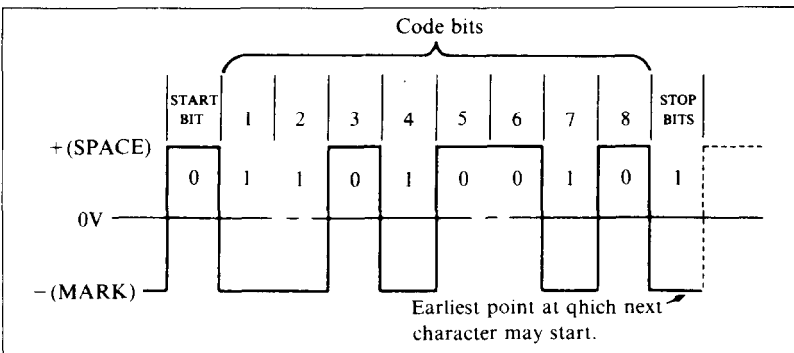 Code bits
START BIT 1 2 3 4 5 6 7 8 STOP BITS
+(SPACE)
0 1 1 0 1 0 0 1 0 1
0V
−(MARK)
Earliest point at qhich next
character may start.